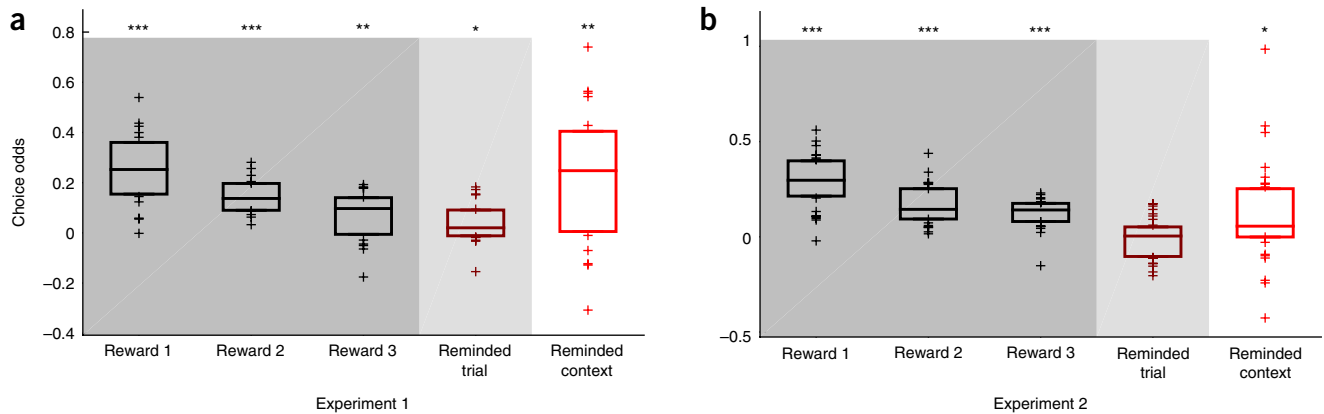 a
*** *** ** * **
0.8
0.6
0.4
0.2
0
–0.2
–0.4
Choice odds
Reward 1 Reward 2 Reward 3 Reminded trial Reminded context
Experiment 1
b
*** *** *** *
1
0.5
0
–0.5
Reward 1 Reward 2 Reward 3 Reminded trial Reminded context
Experiment 2